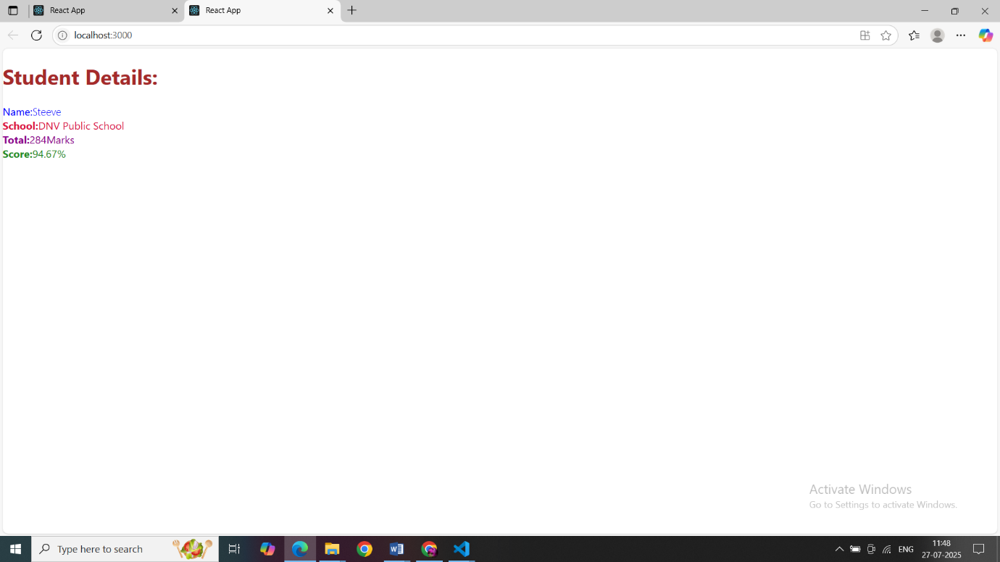 React App
React App
localhost:3000
Student Details:
Name:Steeve
School:DNV Public School
Total:284Marks
Score:94.67%
Activate Windows
Go to Settings to activate Windows.
Type here to search
ENG
11:48
27-07-2025